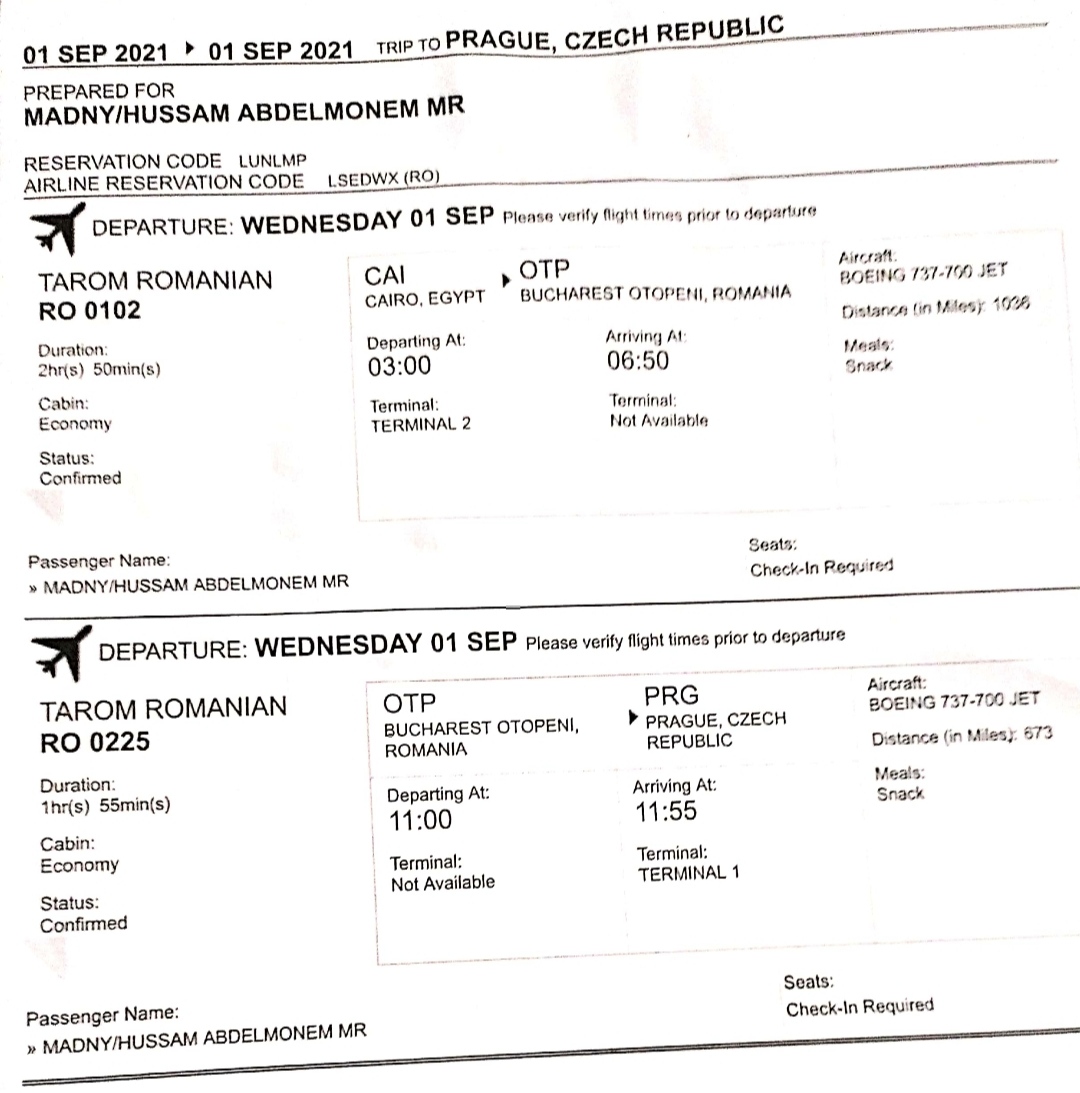 01 SEP 2021 ▸ 01 SEP 2021 TRIP TO PRAGUE, CZECH REPUBLIC
PREPARED FOR
MADNY/HUSSAM ABDELMONEM MR
RESERVATION CODE LUNLMP
AIRLINE RESERVATION CODE LSEDWX (RO)
DEPARTURE: WEDNESDAY 01 SEP Please verify flight times prior to departure
TAROM ROMANIAN
RO 0102
Duration:
2hr(s) 50min(s)
Cabin:
Economy
Status:
Confirmed
CAI
CAIRO, EGYPT
▸ OTP
BUCHAREST OTOPENI, ROMANIA
Departing At:
03:00
Arriving At:
06:50
Terminal:
TERMINAL 2
Terminal:
Not Available
Aircraft:
BOEING 737-700 JET
Distance (in Miles): 1036
Meals:
Snack
Passenger Name:
» MADNY/HUSSAM ABDELMONEM MR
Seats:
Check-In Required
DEPARTURE: WEDNESDAY 01 SEP Please verify flight times prior to departure
TAROM ROMANIAN
RO 0225
Duration:
1hr(s) 55min(s)
Cabin:
Economy
Status:
Confirmed
OTP
BUCHAREST OTOPENI,
ROMANIA
▸ PRG
PRAGUE, CZECH
REPUBLIC
Departing At:
11:00
Arriving At:
11:55
Terminal:
Not Available
Terminal:
TERMINAL 1
Aircraft:
BOEING 737-700 JET
Distance (in Miles): 673
Meals:
Snack
Passenger Name:
» MADNY/HUSSAM ABDELMONEM MR
Seats:
Check-In Required